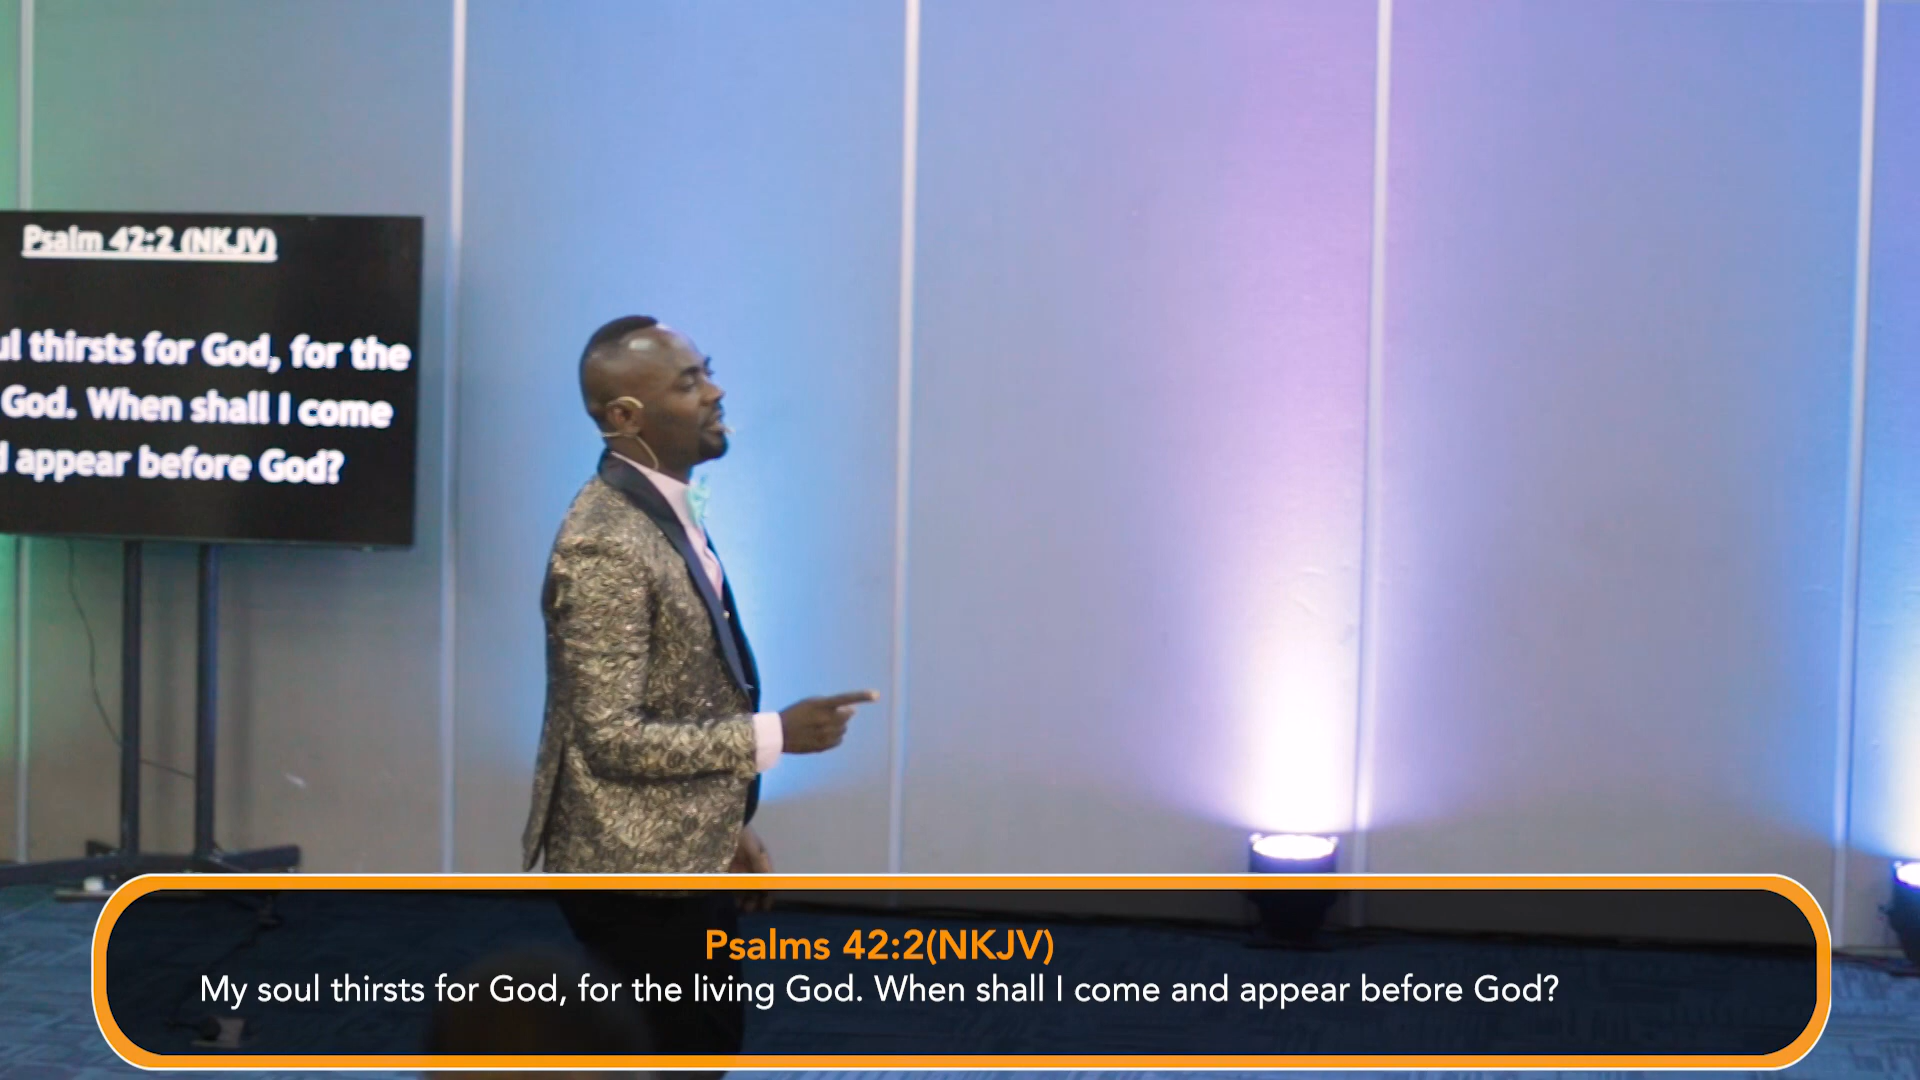 Psalm 42:2 (NKJV)
thirsts for God, for the
God. When shall I come
appear before God?
Psalms 42:2(NKJV)
My soul thirsts for God, for the living God. When shall I come and appear before God?